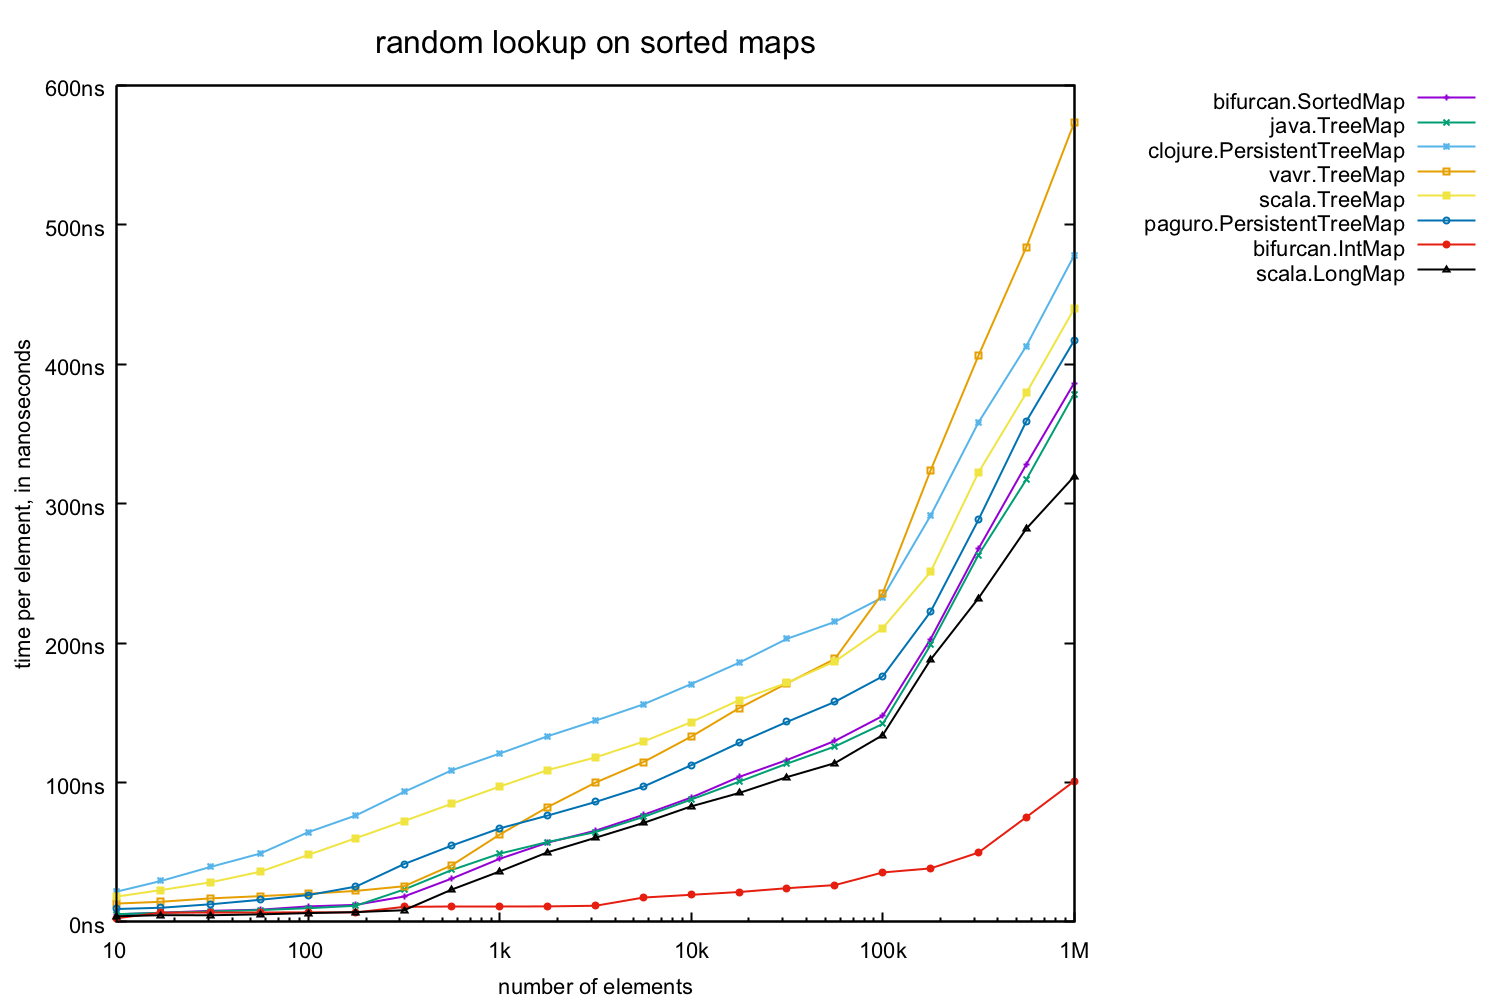 random lookup on sorted maps
600ns
500ns
400ns
300ns
200ns
100ns
0ns
time per element, in nanoseconds
10
100
1k
10k
100k
1M
number of elements
bifurcan.SortedMap
java.TreeMap
clojure.PersistentTreeMap
vavr.TreeMap
scala.TreeMap
paguro.PersistentTreeMap
bifurcan.IntMap
scala.LongMap